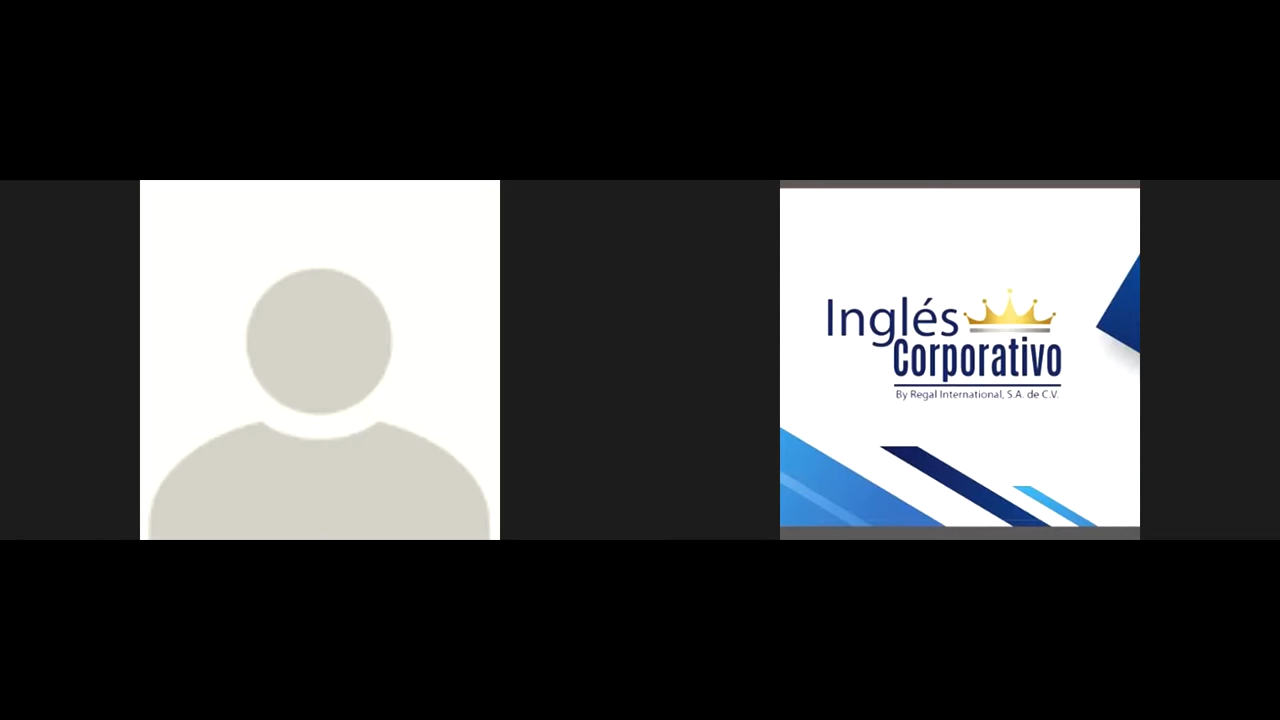 Inglés
Corporativo
By Regal International, S.A. de C.V.